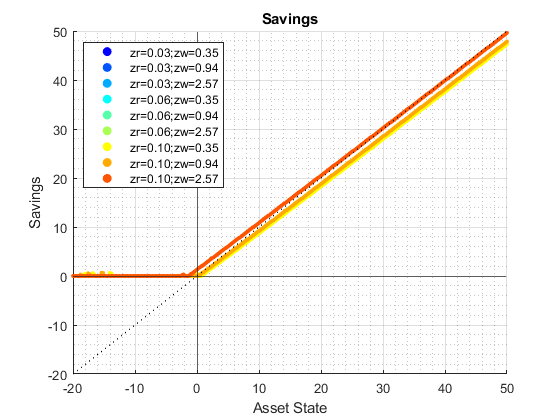 Savings
50
40
30
20
10
0
-10
-20
zr=0.03;zw=0.35
zr=0.03;zw=0.94
zr=0.03;zw=2.57
zr=0.06;zw=0.35
zr=0.06;zw=0.94
zr=0.06;zw=2.57
zr=0.10;zw=0.35
zr=0.10;zw=0.94
zr=0.10;zw=2.57
Savings
-20 -10 0 10 20 30 40 50
Asset State